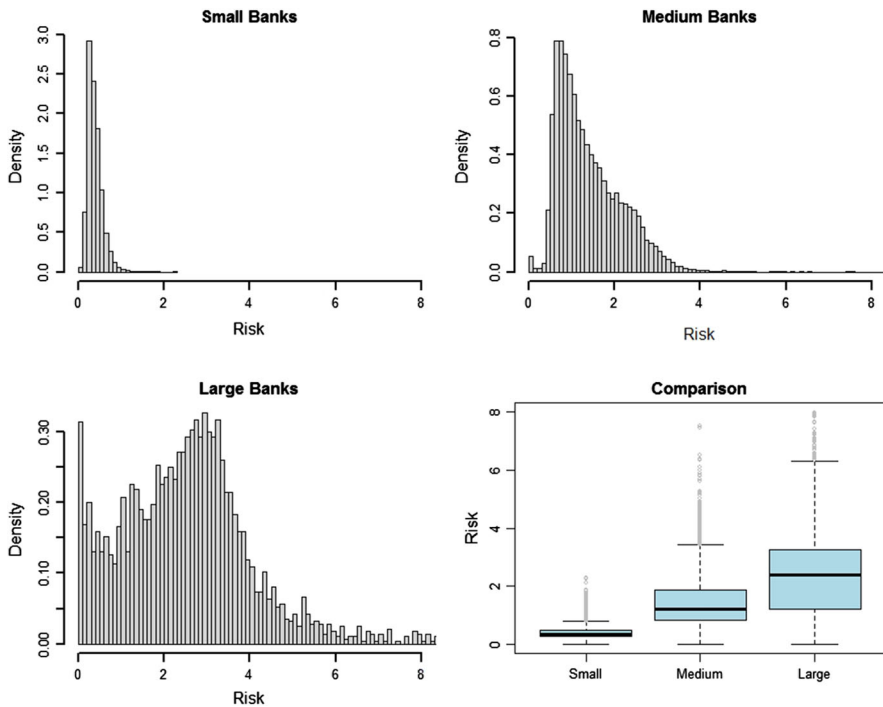 Small Banks
Density
0.0 0.5 1.0 1.5 2.0 2.5 3.0
0 2 4 6 8
Risk
Medium Banks
Density
0.0 0.2 0.4 0.6 0.8
0 2 4 6 8
Risk
Large Banks
Density
0.00 0.10 0.20 0.30
0 2 4 6 8
Risk
Comparison
Risk
0 2 4 6 8
Small Medium Large